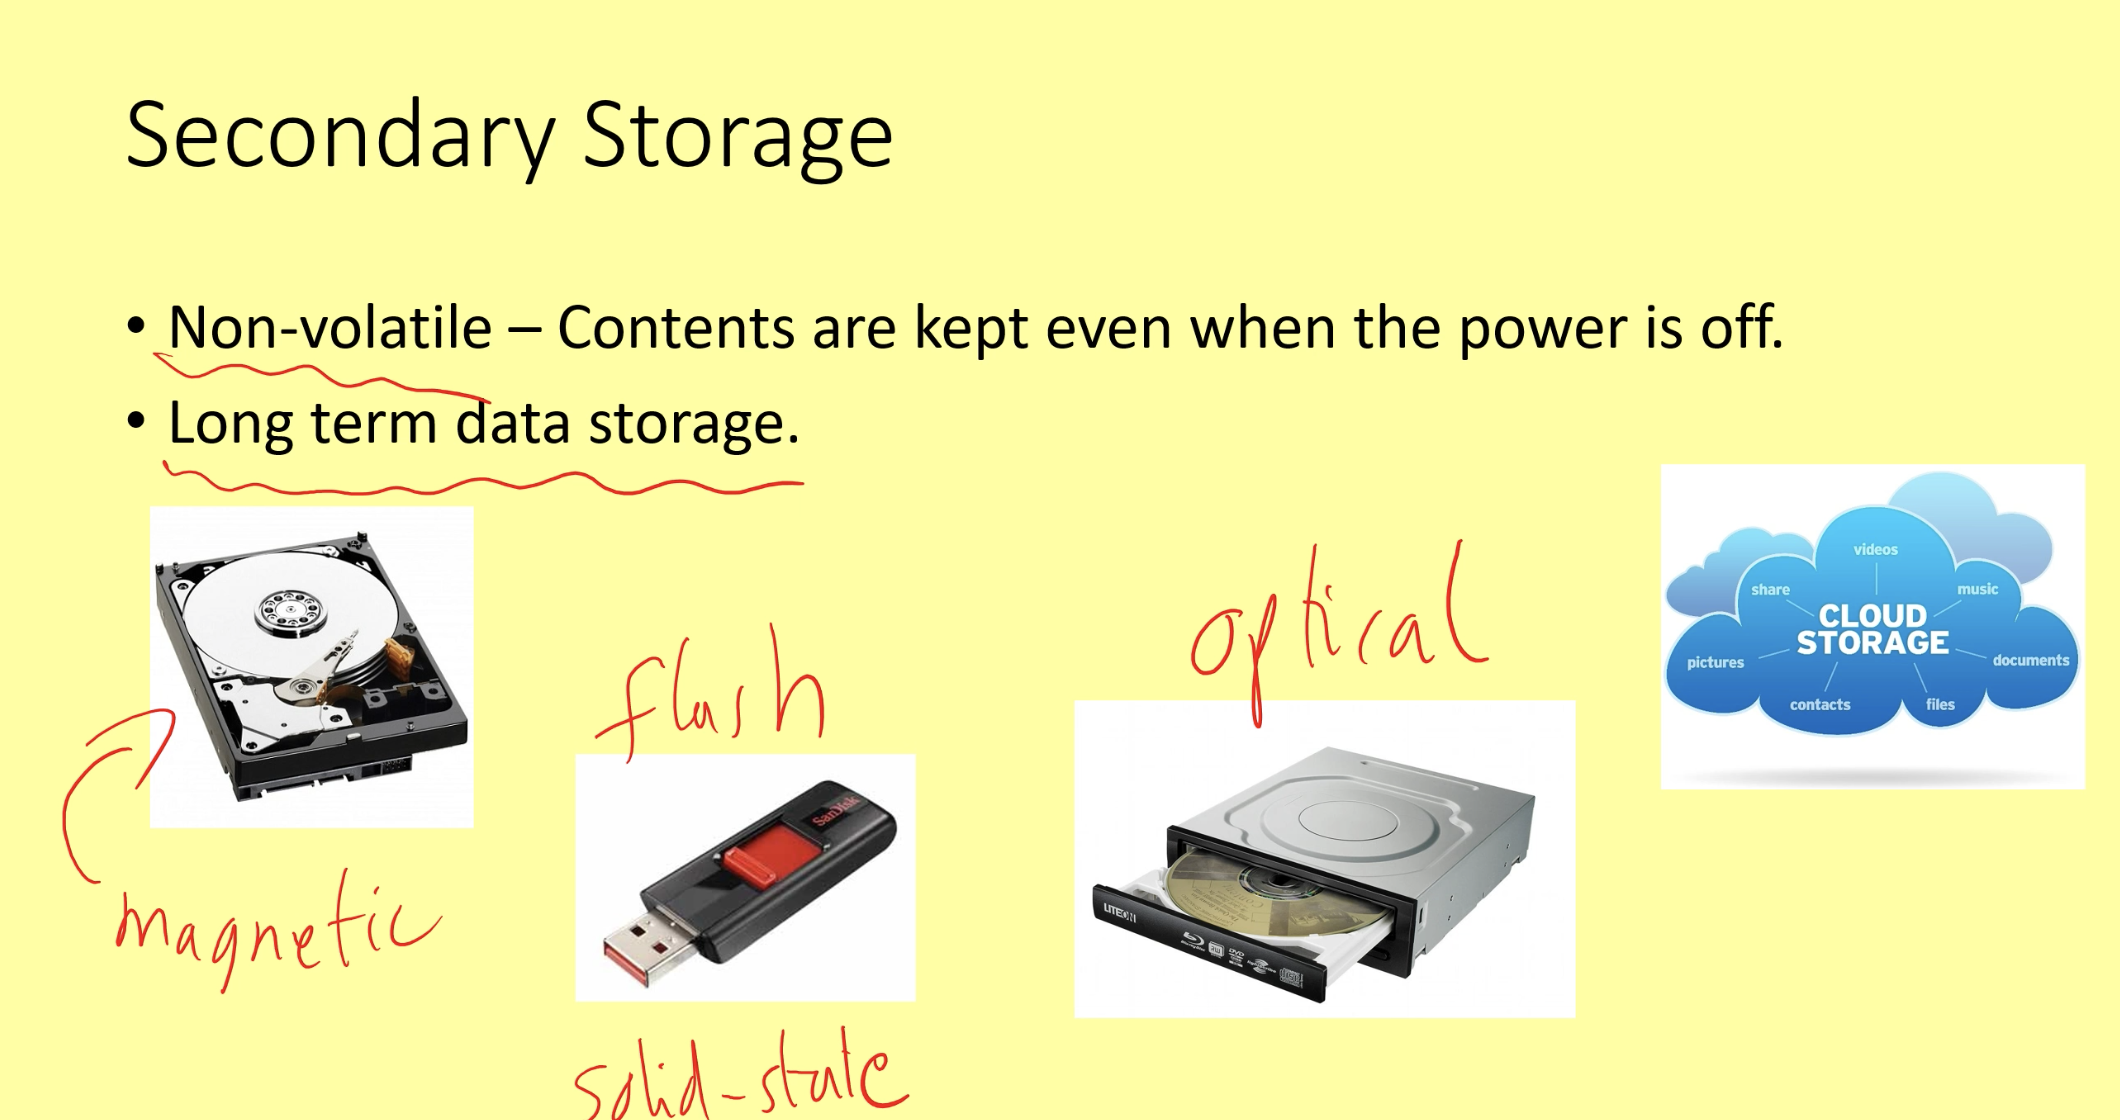 Secondary Storage
• Non-volatile – Contents are kept even when the power is off.
• Long term data storage.
magnetic
flash
SanDisk
solid-state
optical
LITEON
videos
share
music
CLOUD
STORAGE
pictures
documents
contacts
files